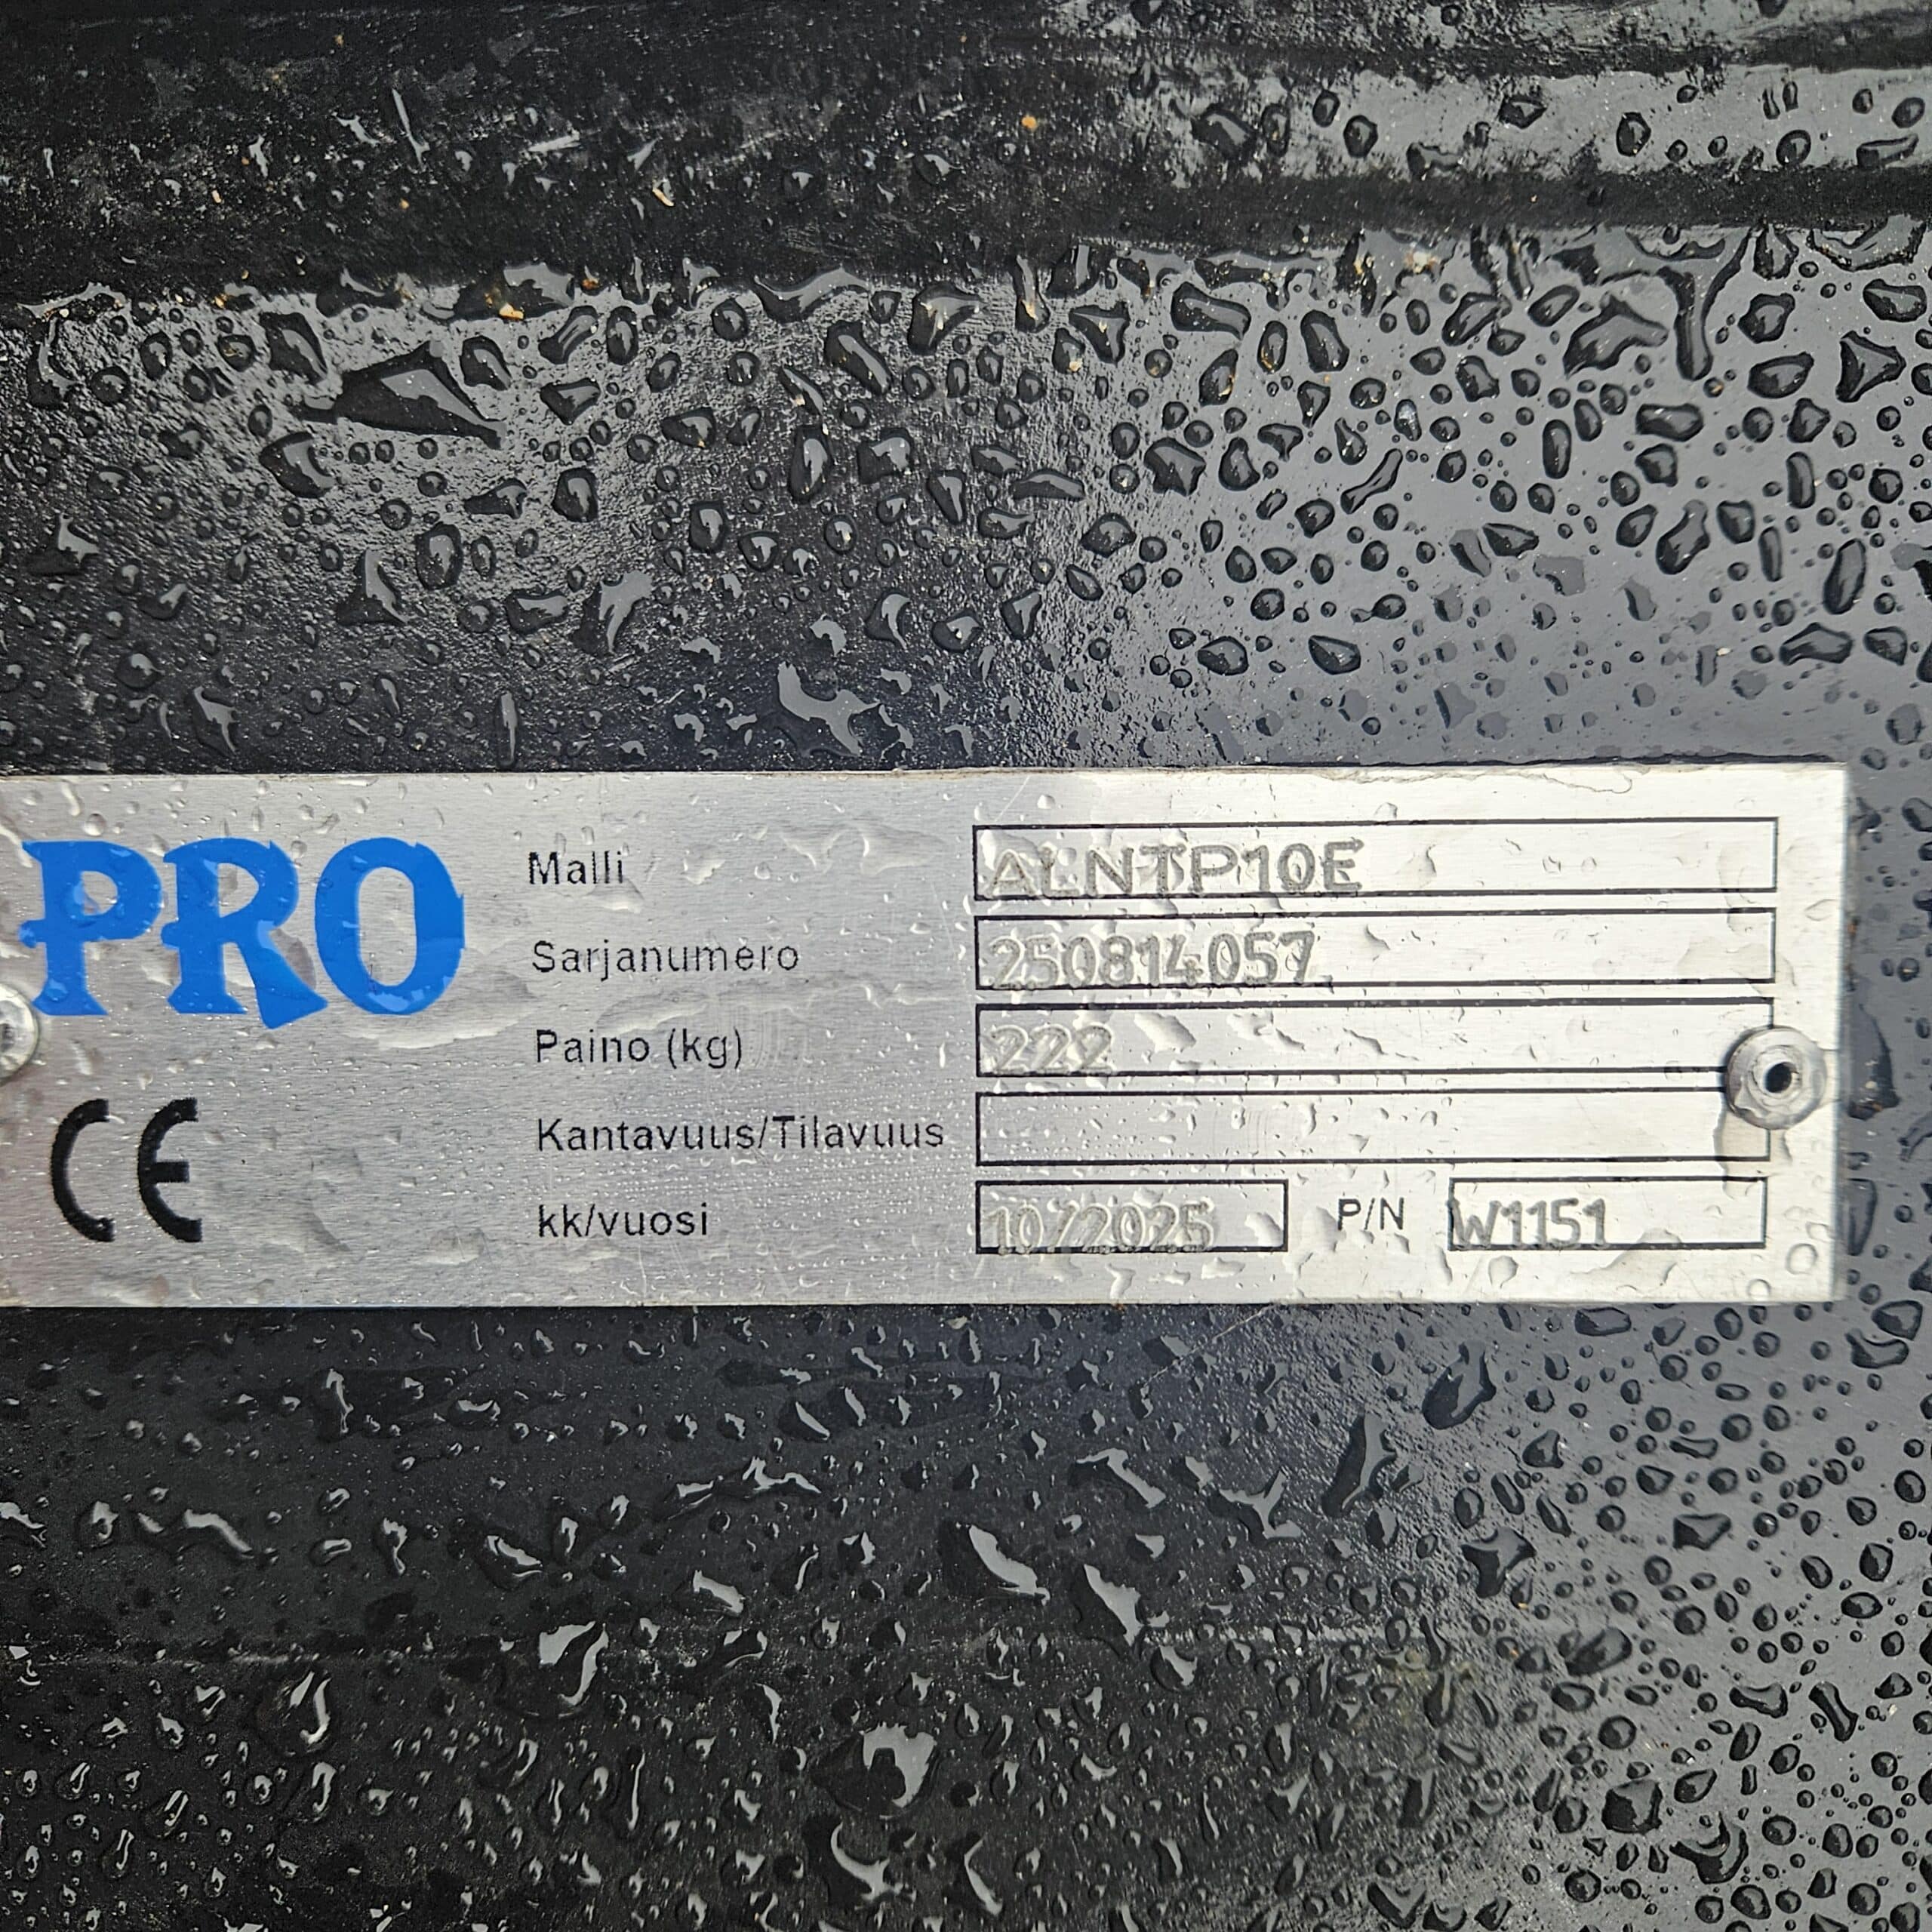 PRO
Malli ALNTP10E
Sarjanumero 250814057
Paino (kg) 222
Kantavuus/Tilavuus
kk/vuosi 10/2025 P/N W1151
CE